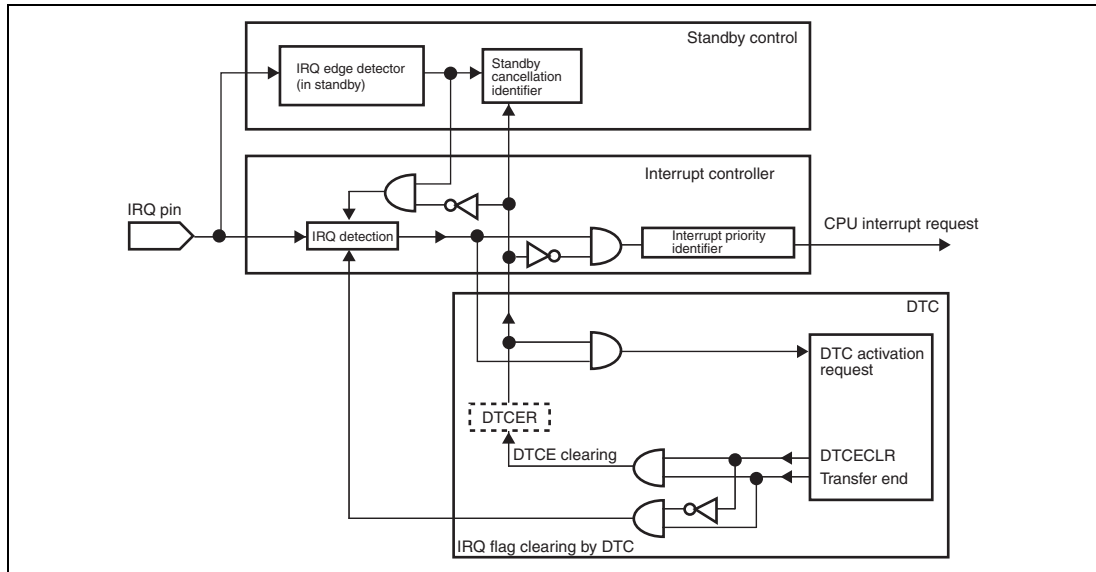 Standby control
IRQ edge detector
(in standby)
Standby
cancellation
identifier
Interrupt controller
IRQ pin
IRQ detection
Interrupt priority
identifier
CPU interrupt request
DTC
DTC activation
request
DTCER
DTCE clearing
DTCECLR
Transfer end
IRQ flag clearing by DTC